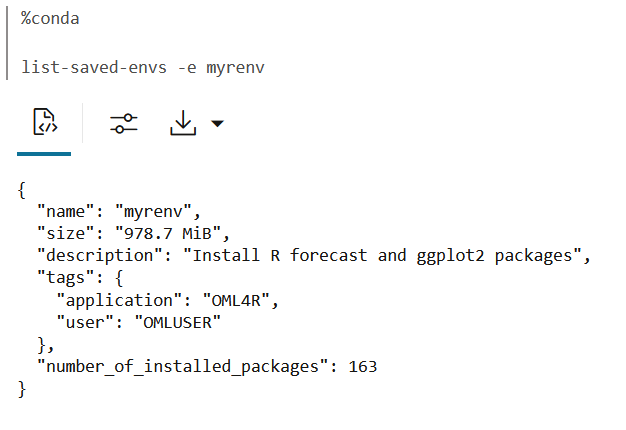 %conda
list-saved-envs -e myrenv
{
  "name": "myrenv",
  "size": "978.7 MiB",
  "description": "Install R forecast and ggplot2 packages",
  "tags": {
    "application": "OML4R",
    "user": "OMLUSER"
  },
  "number_of_installed_packages": 163
}